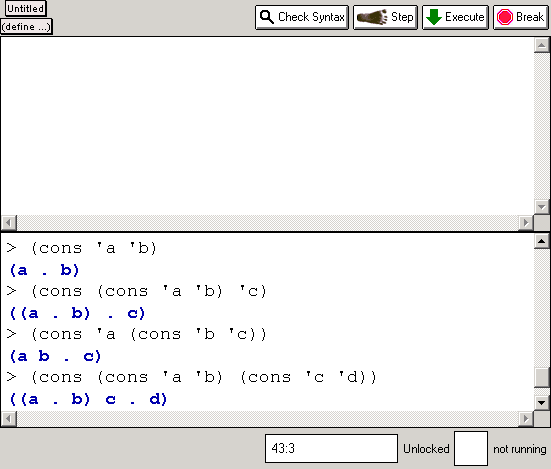 Untitled
(define ...)
Check Syntax
Step
Execute
Break
> (cons 'a 'b)
(a . b)
> (cons (cons 'a 'b) 'c)
((a . b) . c)
> (cons 'a (cons 'b 'c))
(a b . c)
> (cons (cons 'a 'b) (cons 'c 'd))
((a . b) c . d)
43:3
Unlocked
not running